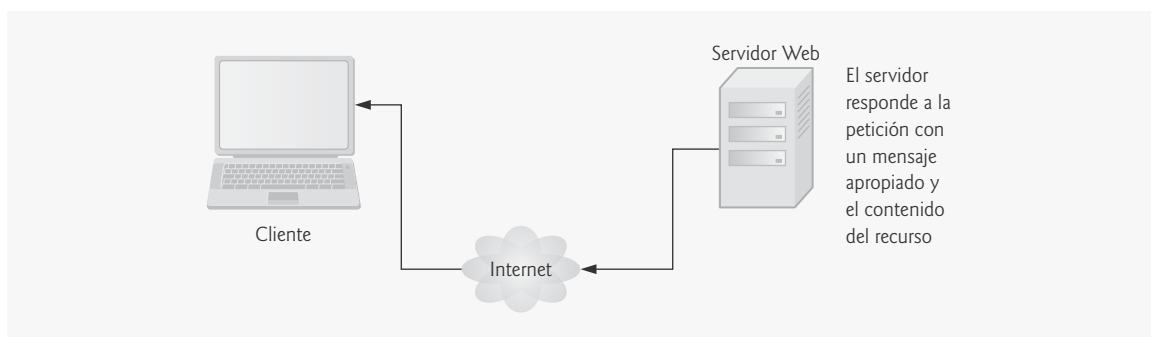 Servidor Web
El servidor
responde a la
petición con
un mensaje
apropiado y
el contenido
del recurso
Cliente
Internet